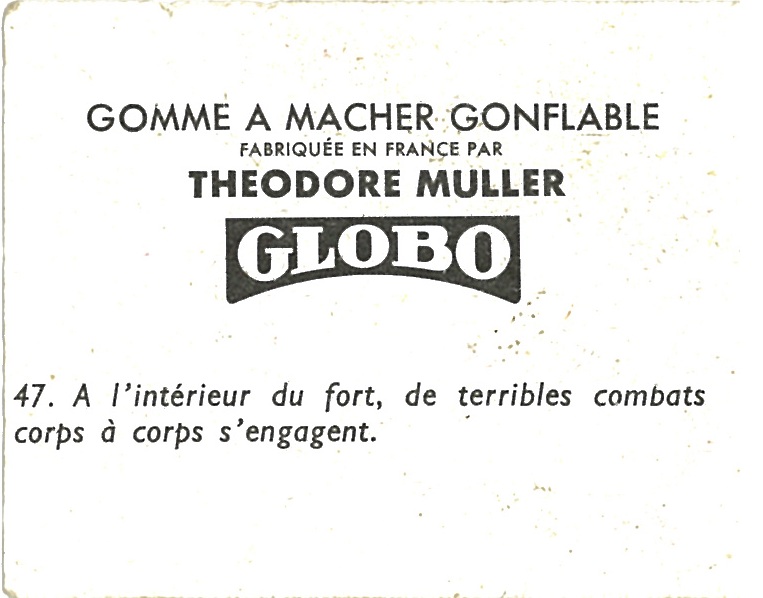 GOMME A MACHER GONFLABLE
FABRIQUÉE EN FRANCE PAR
THEODORE MULLER
GLOBO
47. A l'intérieur du fort, de terribles combats
corps à corps s'engagent.